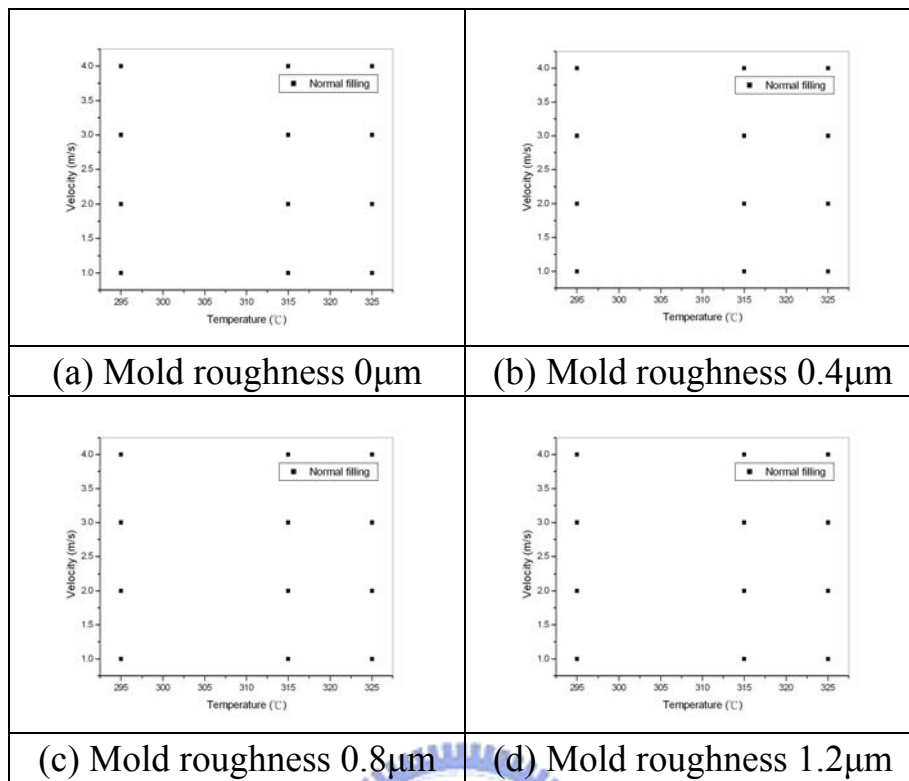 4.0
Normal filling
3.5
3.0
2.5
2.0
1.5
1.0
Velocity (m/s)
295 300 305 310 315 320 325
Temperature (℃)
(a) Mold roughness 0μm
4.0
Normal filling
3.5
3.0
2.5
2.0
1.5
1.0
Velocity (m/s)
295 300 305 310 315 320 325
Temperature (℃)
(b) Mold roughness 0.4μm
4.0
Normal filling
3.5
3.0
2.5
2.0
1.5
1.0
Velocity (m/s)
295 300 305 310 315 320 325
Temperature (℃)
(c) Mold roughness 0.8μm
4.0
Normal filling
3.5
3.0
2.5
2.0
1.5
1.0
Velocity (m/s)
295 300 305 310 315 320 325
Temperature (℃)
(d) Mold roughness 1.2μm